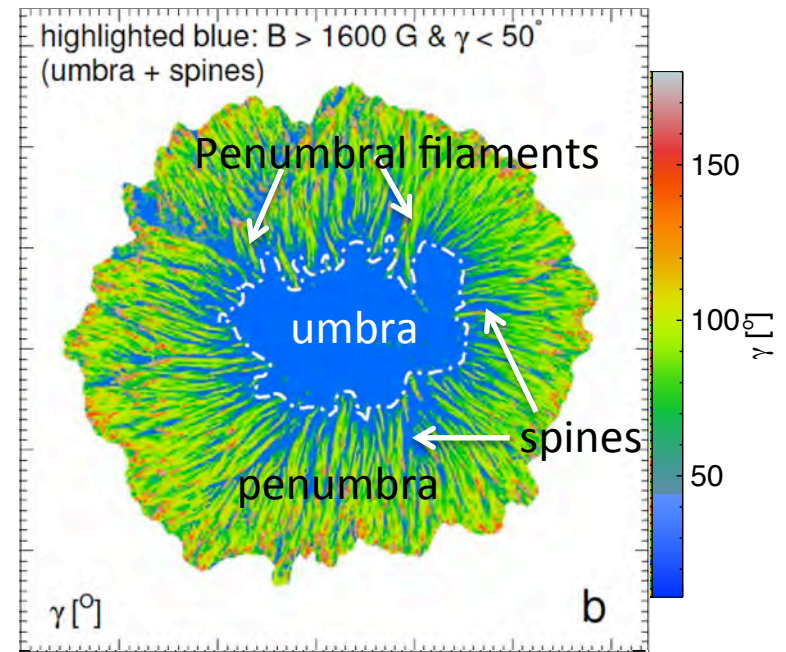 highlighted blue: B > 1600 G & γ < 50°
(umbra + spines)
Penumbral filaments
umbra
spines
penumbra
γ [°]
b
150
100
50
γ [°]